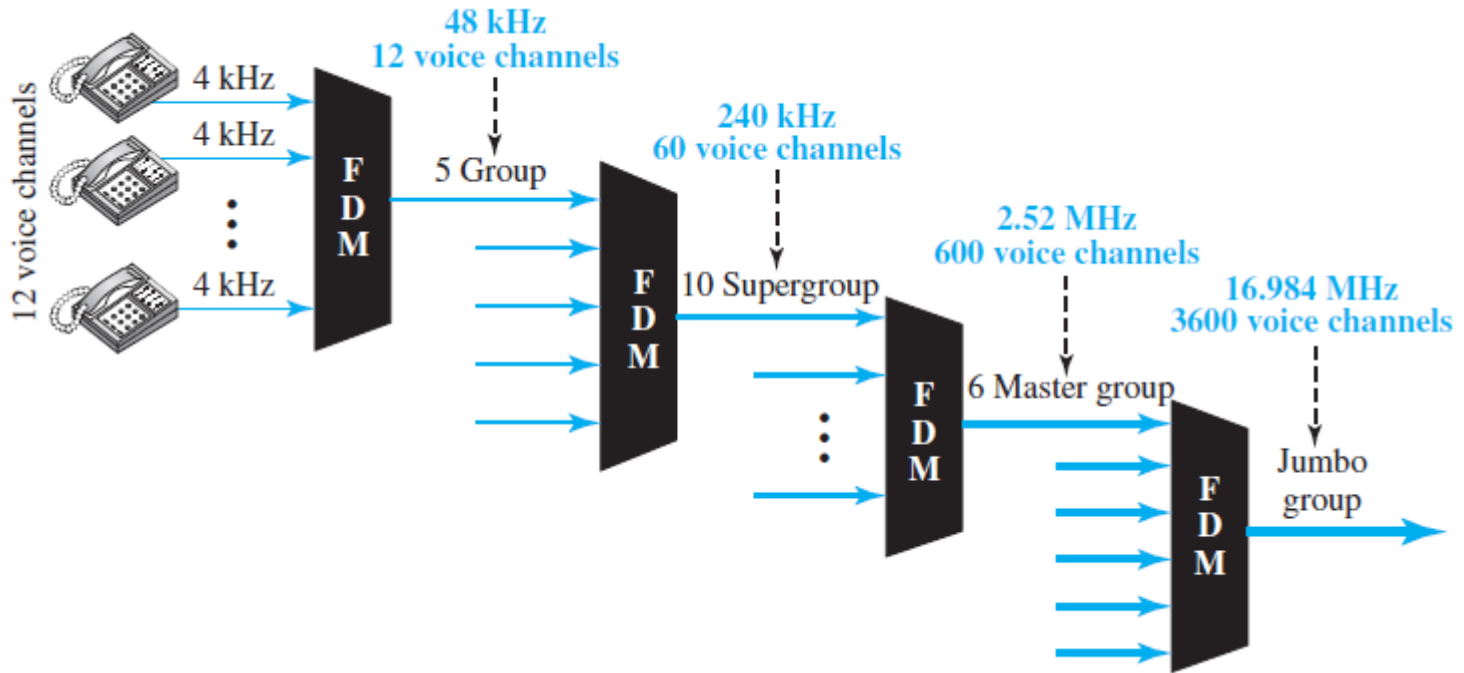 12 voice channels
4 kHz
4 kHz
4 kHz
F
D
M
48 kHz
12 voice channels
5 Group
F
D
M
240 kHz
60 voice channels
10 Supergroup
F
D
M
2.52 MHz
600 voice channels
6 Master group
F
D
M
16.984 MHz
3600 voice channels
Jumbo
group